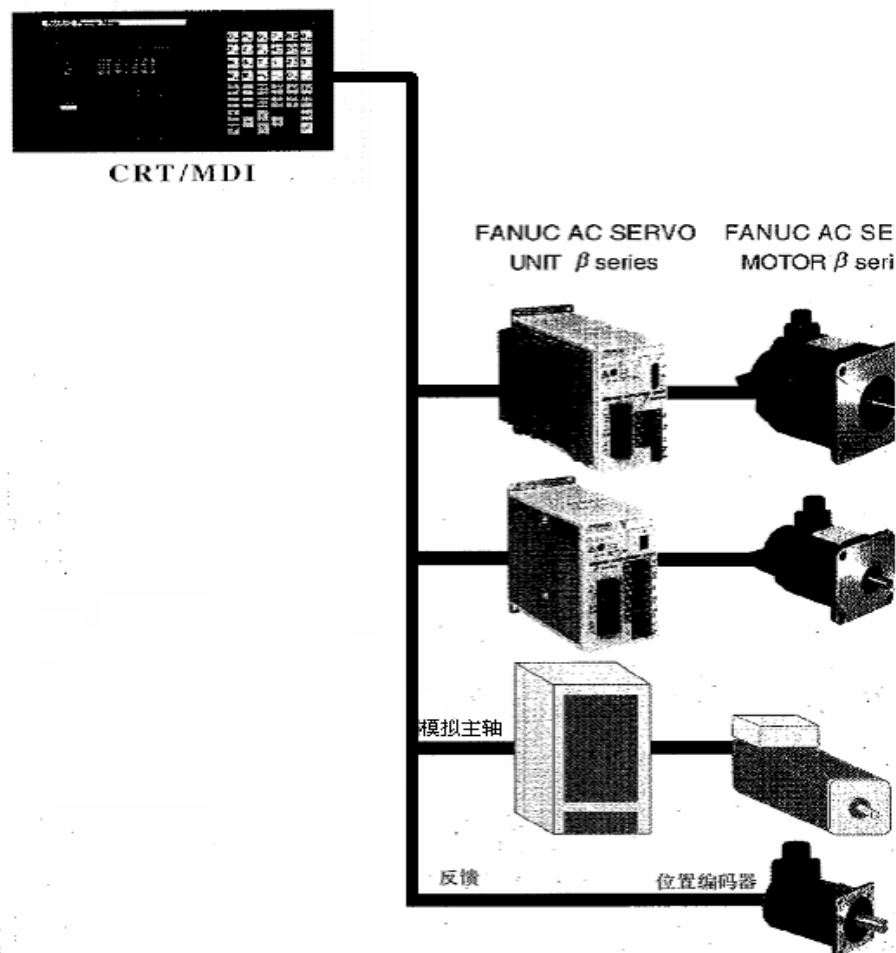 CRT/MDI
FANUC AC SERVO
UNIT β series
FANUC AC SE
MOTOR β seri
模拟主轴
反馈
位置编码器